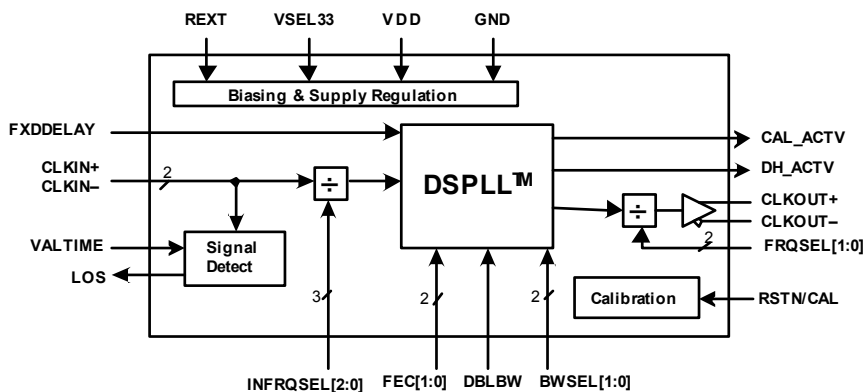 REXT VSEL33 VDD GND
Biasing & Supply Regulation
FXDDELAY
CAL_ACTV
CLKIN+
CLKIN–
2
÷
DSPLL™
DH_ACTV
÷
CLKOUT+
CLKOUT–
2
FRQSEL[1:0]
VALTIME
LOS
Signal
Detect
3
2
2
Calibration
RSTN/CAL
INFRQSEL[2:0] FEC[1:0] DBLBW BWSEL[1:0]